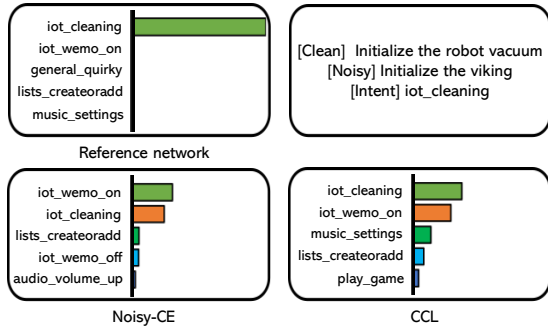 iot_cleaning
iot_wemo_on
general_quirky
lists_createoradd
music_settings
Reference network
[Clean] Initialize the robot vacuum
[Noisy] Initialize the viking
[Intent] iot_cleaning
iot_wemo_on
iot_cleaning
lists_createoradd
iot_wemo_off
audio_volume_up
Noisy-CE
iot_cleaning
iot_wemo_on
music_settings
lists_createoradd
play_game
CCL